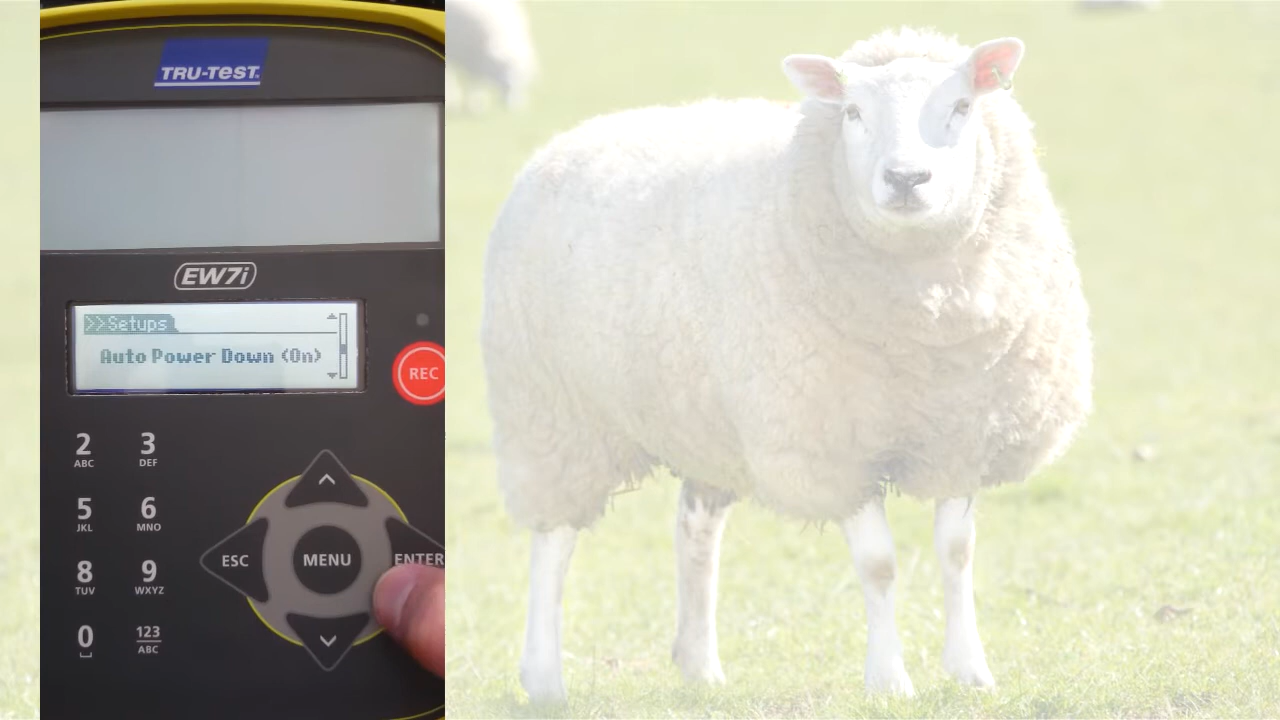 TRU-TEST
EW7i
>>Setups
Auto Power Down (On)
REC
2
ABC
3
DEF
5
JKL
6
MNO
8
TUV
9
WXYZ
0
123
ABC
ESC
MENU
ENTER